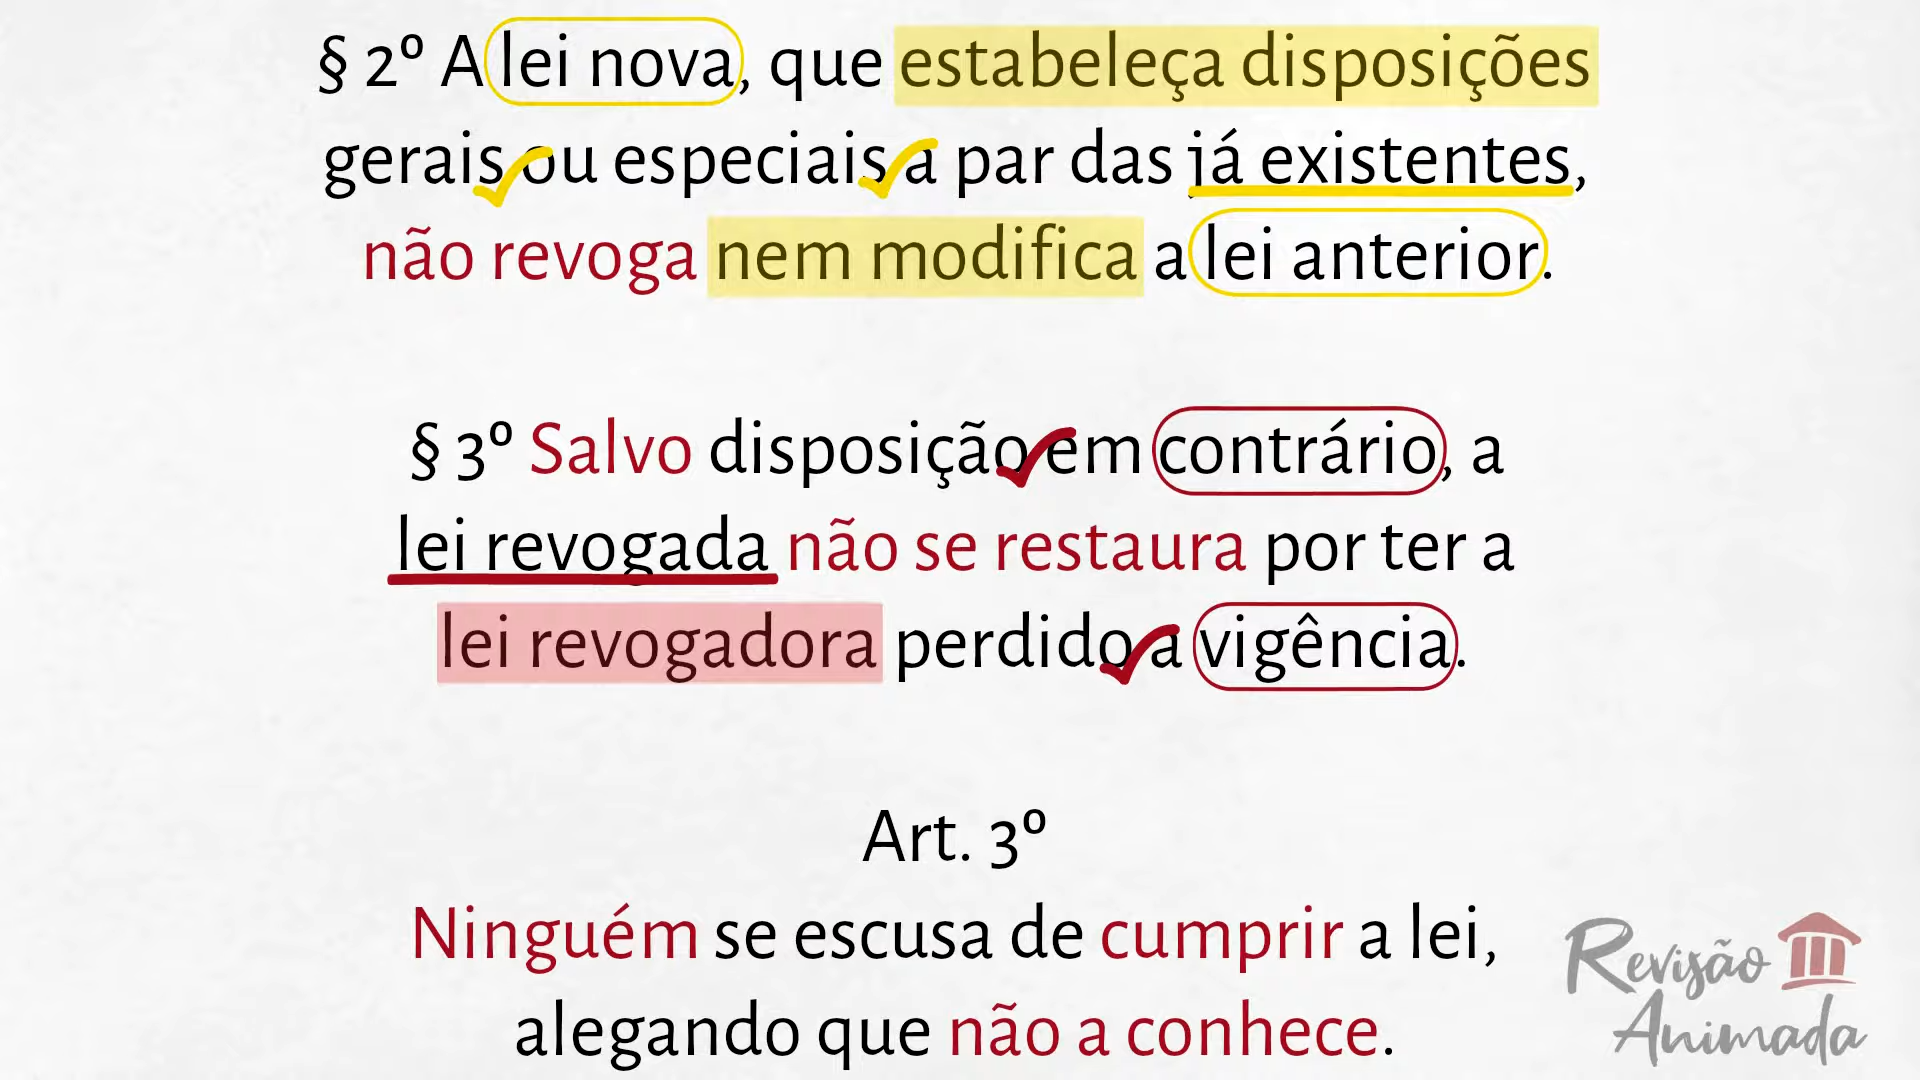 § 2º A lei nova, que estabeleça disposições
gerais ou especiais a par das já existentes,
não revoga nem modifica a lei anterior.
§ 3º Salvo disposição em contrário, a
lei revogada não se restaura por ter a
lei revogadora perdido a vigência.
Art. 3º
Ninguém se escusa de cumprir a lei,
alegando que não a conhece.
Revisão
Animada